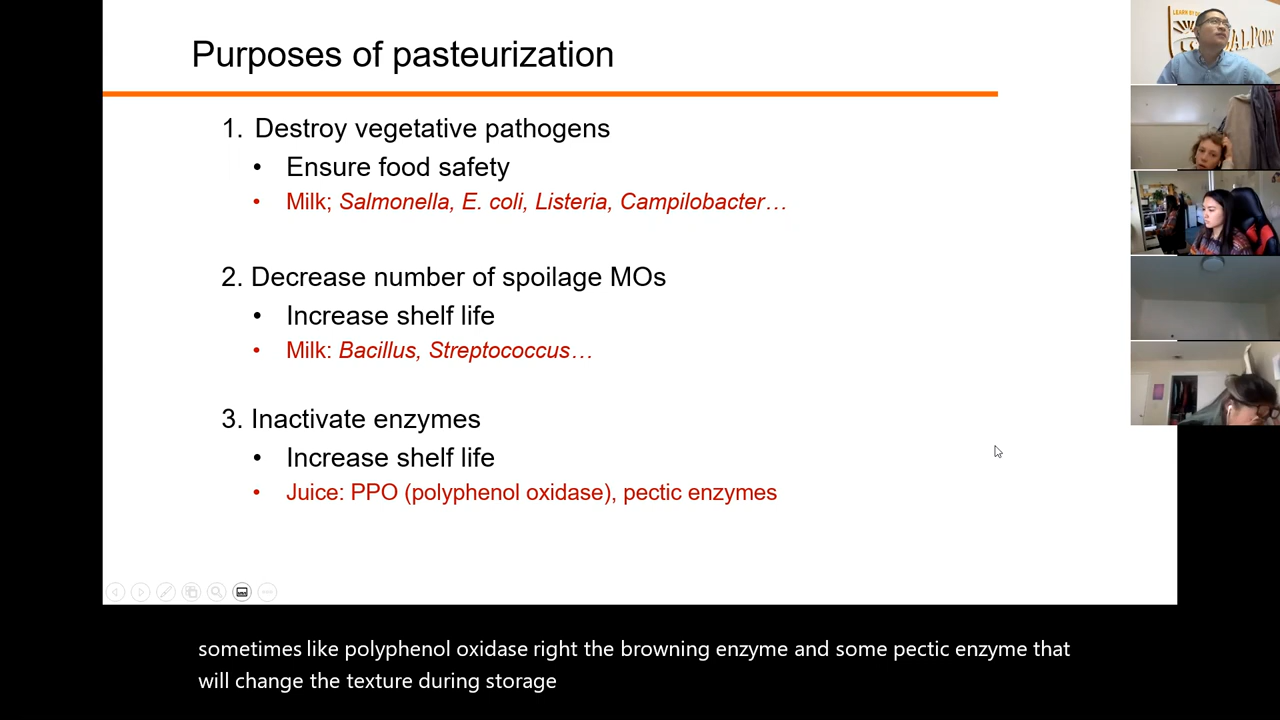 Purposes of pasteurization
1. Destroy vegetative pathogens
• Ensure food safety
• Milk; Salmonella, E. coli, Listeria, Campilobacter…
2. Decrease number of spoilage MOs
• Increase shelf life
• Milk: Bacillus, Streptococcus…
3. Inactivate enzymes
• Increase shelf life
• Juice: PPO (polyphenol oxidase), pectic enzymes
sometimes like polyphenol oxidase right the browning enzyme and some pectic enzyme that
will change the texture during storage